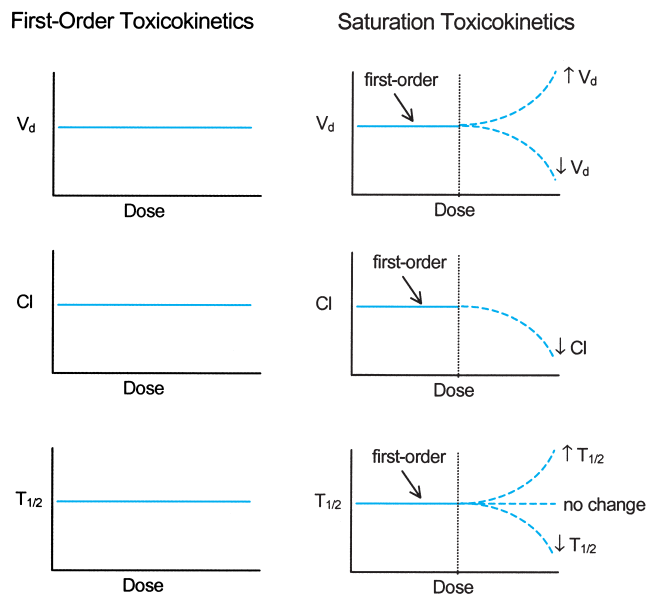 First-Order Toxicokinetics
Saturation Toxicokinetics
Vd
Dose
first-order
Vd
↑ Vd
↓ Vd
Dose
Cl
Dose
first-order
Cl
↓ Cl
Dose
T1/2
Dose
first-order
T1/2
↑ T1/2
no change
↓ T1/2
Dose